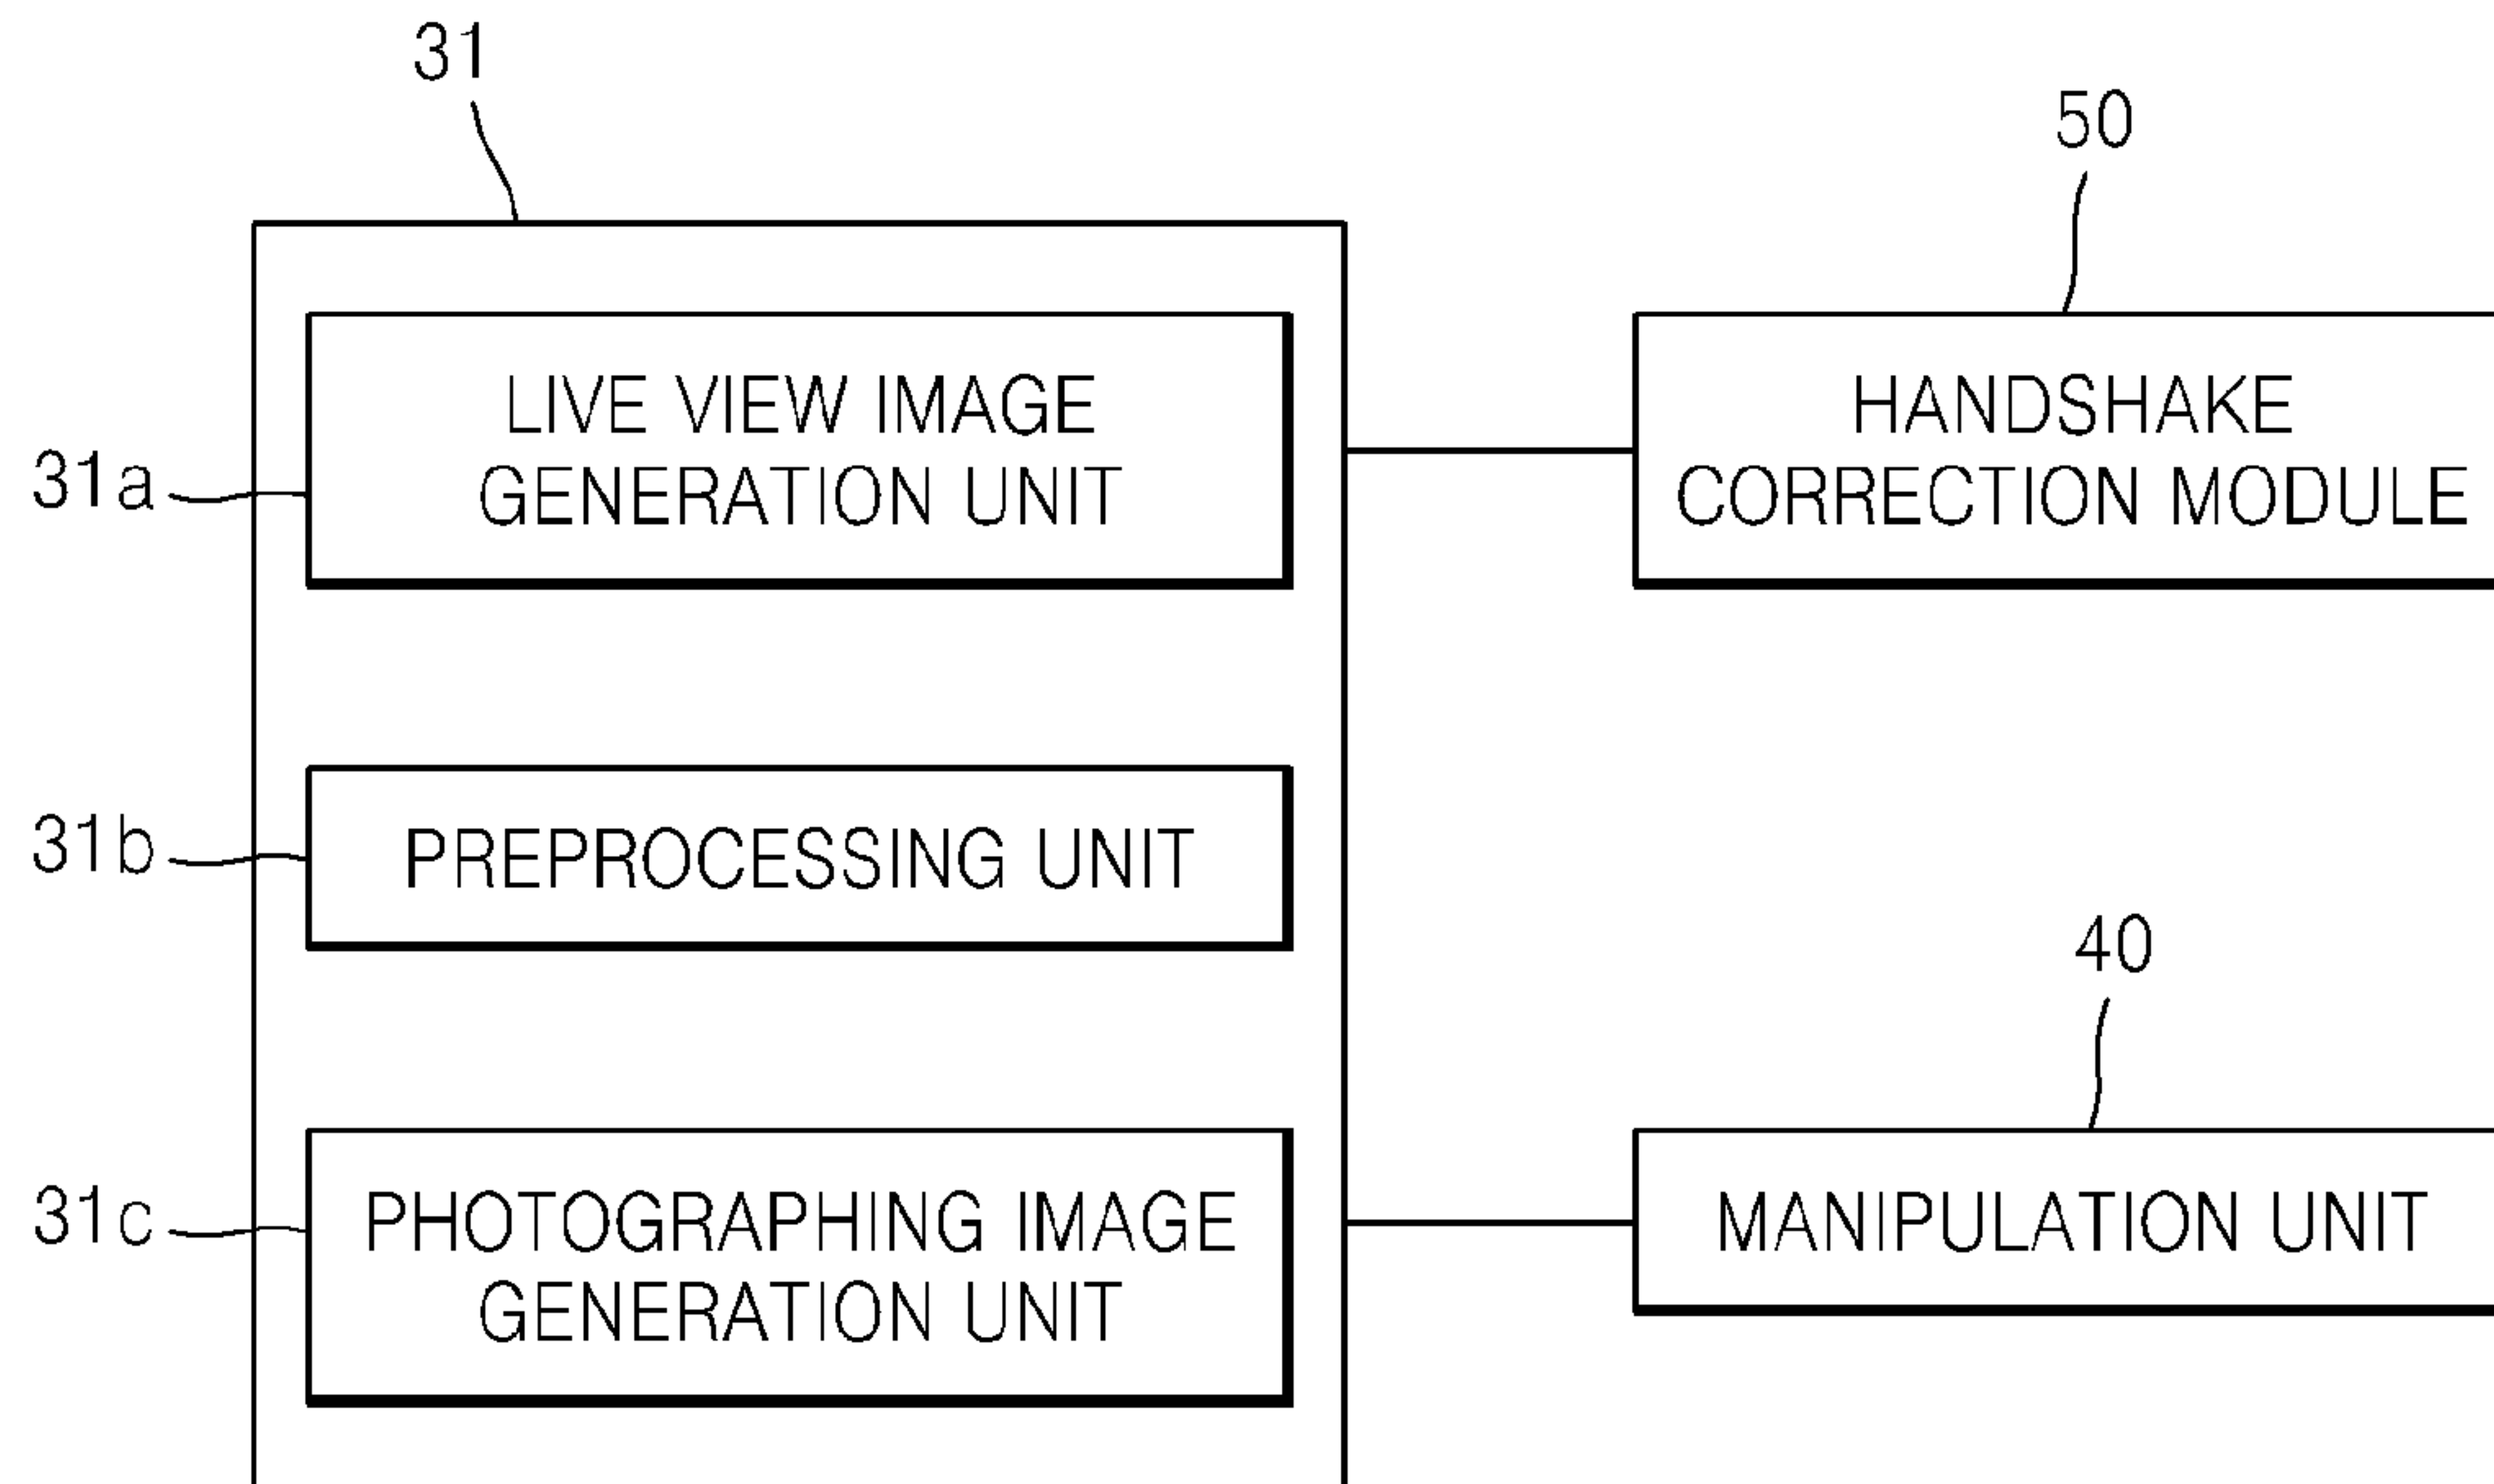 31
50
31a
LIVE VIEW IMAGE
GENERATION UNIT
HANDSHAKE
CORRECTION MODULE
31b
PREPROCESSING UNIT
40
31c
PHOTOGRAPHING IMAGE
GENERATION UNIT
MANIPULATION UNIT